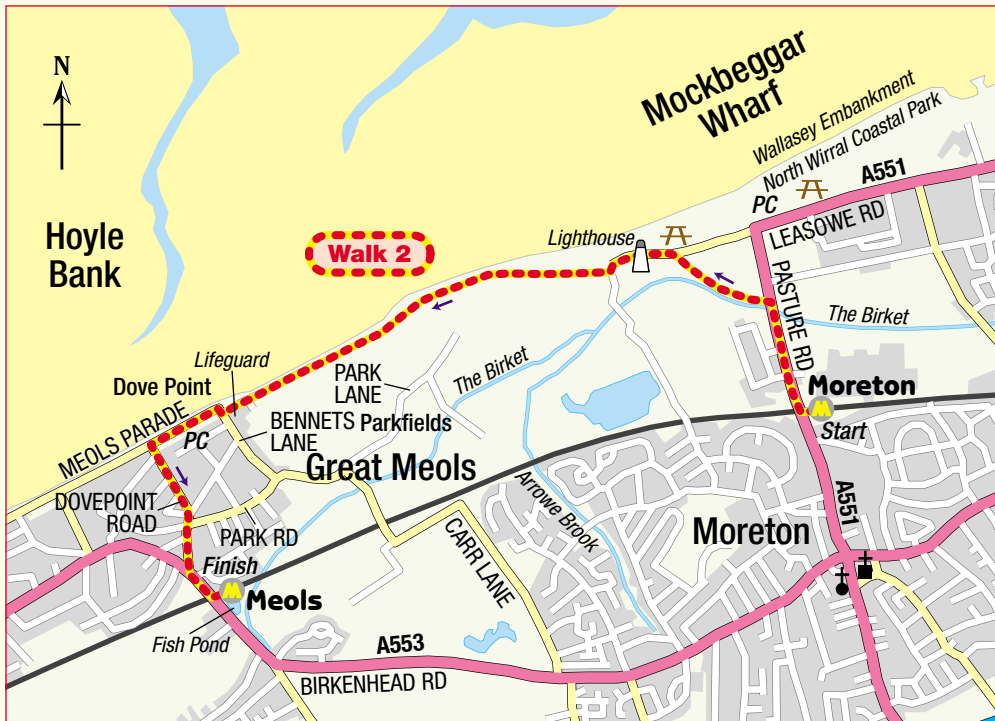 N
Mockbeggar
Wharf
Wallasey Embankment
North Wirral Coastal Park
A551
PC
LEASOWE RD
Hoyle
Bank
Walk 2
Lighthouse
PASTURE RD
The Birket
Lifeguard
Dove Point
PARK
LANE
The Birket
Moreton
Start
MEOLS PARADE
PC
BENNETS
LANE
Parkfields
Great Meols
DOVEPOINT
ROAD
PARK RD
Arrowe Brook
A551
CARR LANE
Moreton
Finish
Meols
Fish Pond
A553
BIRKENHEAD RD